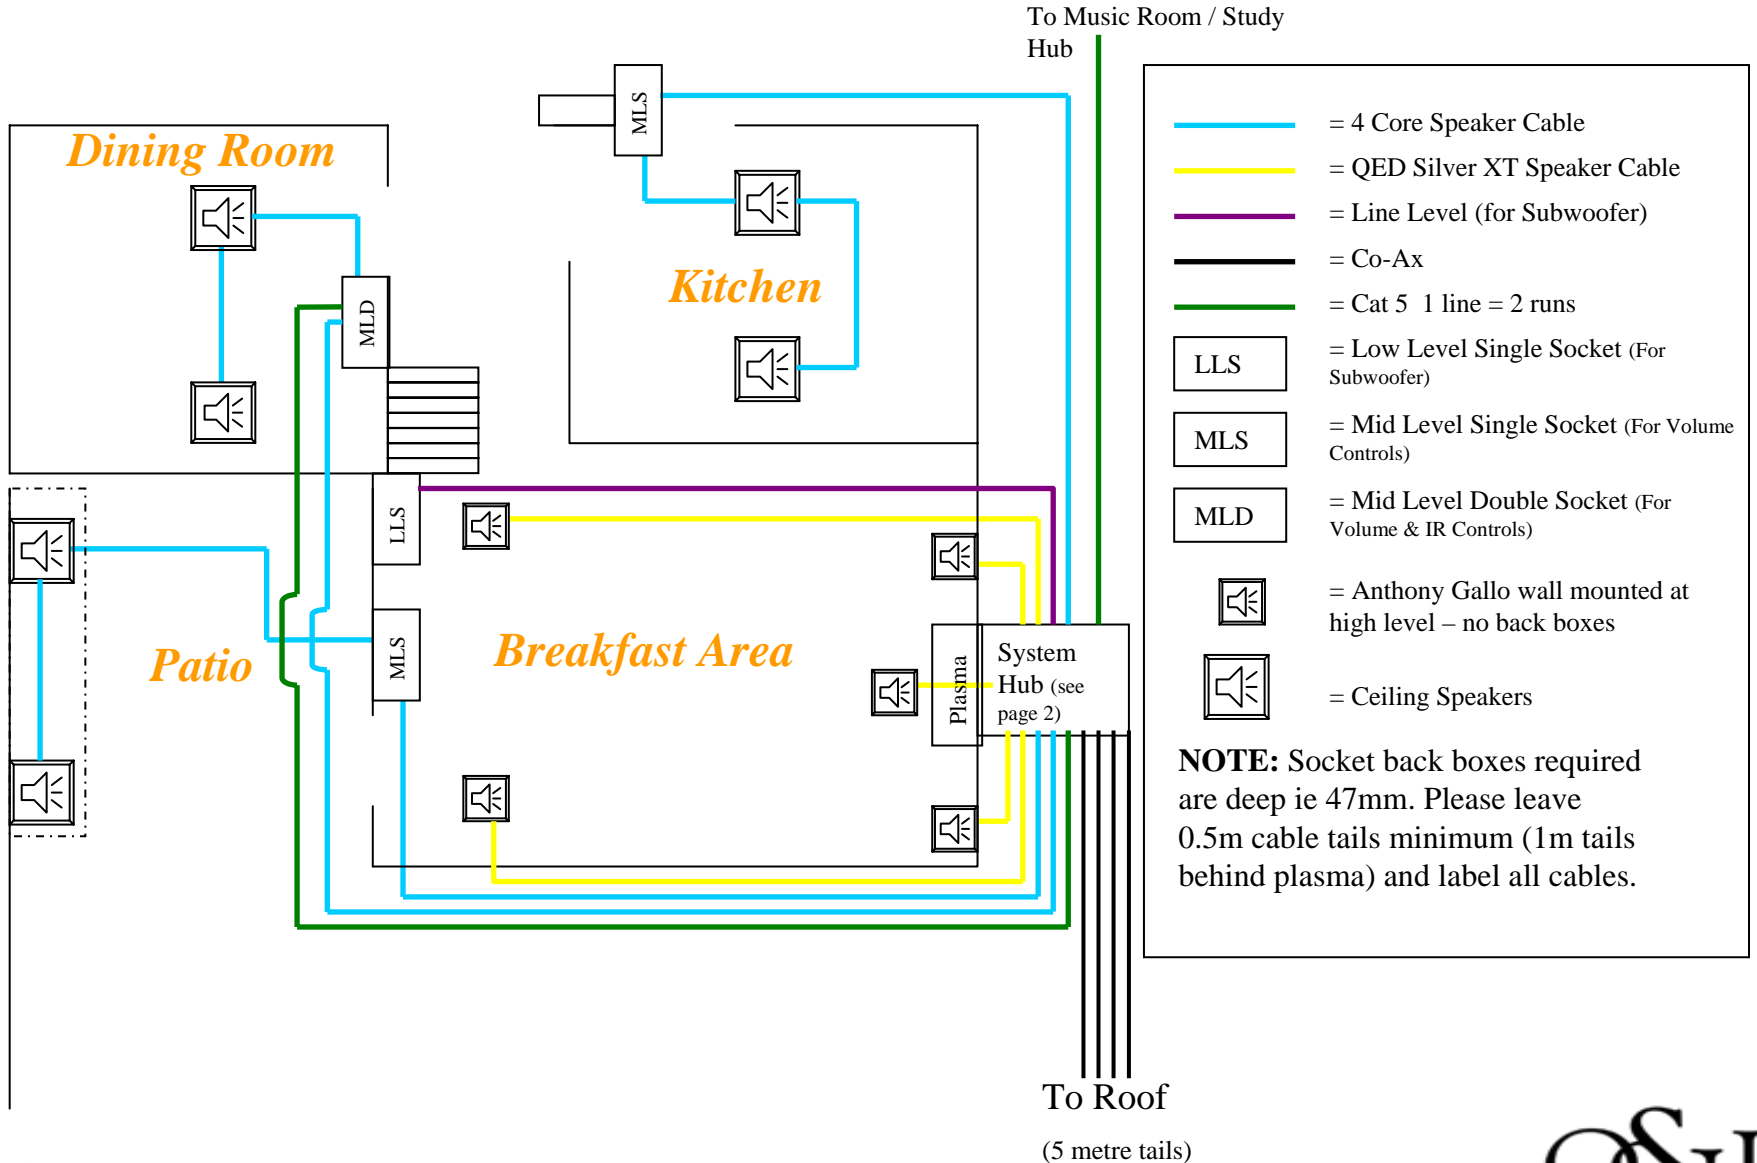 To Music Room / Study
Hub
Dining Room
MLS
Kitchen
MLD
LLS
MLS
Patio
Breakfast Area
Plasma
System
Hub (see
page 2)
To Roof
(5 metre tails)
= 4 Core Speaker Cable
= QED Silver XT Speaker Cable
= Line Level (for Subwoofer)
= Co-Ax
= Cat 5 1 line = 2 runs
LLS
= Low Level Single Socket (For
Subwoofer)
MLS
= Mid Level Single Socket (For Volume
Controls)
MLD
= Mid Level Double Socket (For
Volume & IR Controls)
= Anthony Gallo wall mounted at
high level – no back boxes
= Ceiling Speakers
NOTE: Socket back boxes required
are deep ie 47mm. Please leave
0.5m cable tails minimum (1m tails
behind plasma) and label all cables.